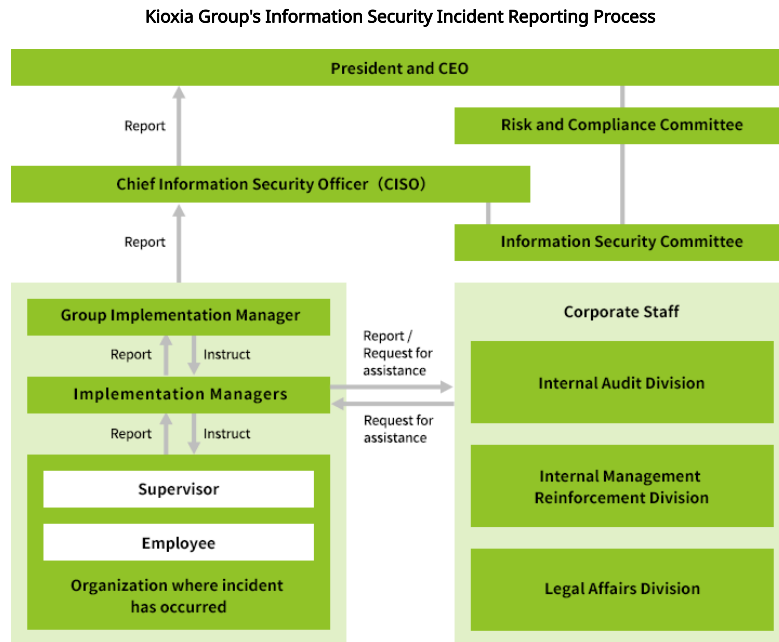 Kioxia Group's Information Security Incident Reporting Process
President and CEO
Report
Risk and Compliance Committee
Chief Information Security Officer（CISO）
Report
Information Security Committee
Group Implementation Manager
Report
Instruct
Implementation Managers
Report
Instruct
Supervisor
Employee
Organization where incident
has occurred
Report /
Request for
assistance
Request for
assistance
Corporate Staff
Internal Audit Division
Internal Management
Reinforcement Division
Legal Affairs Division